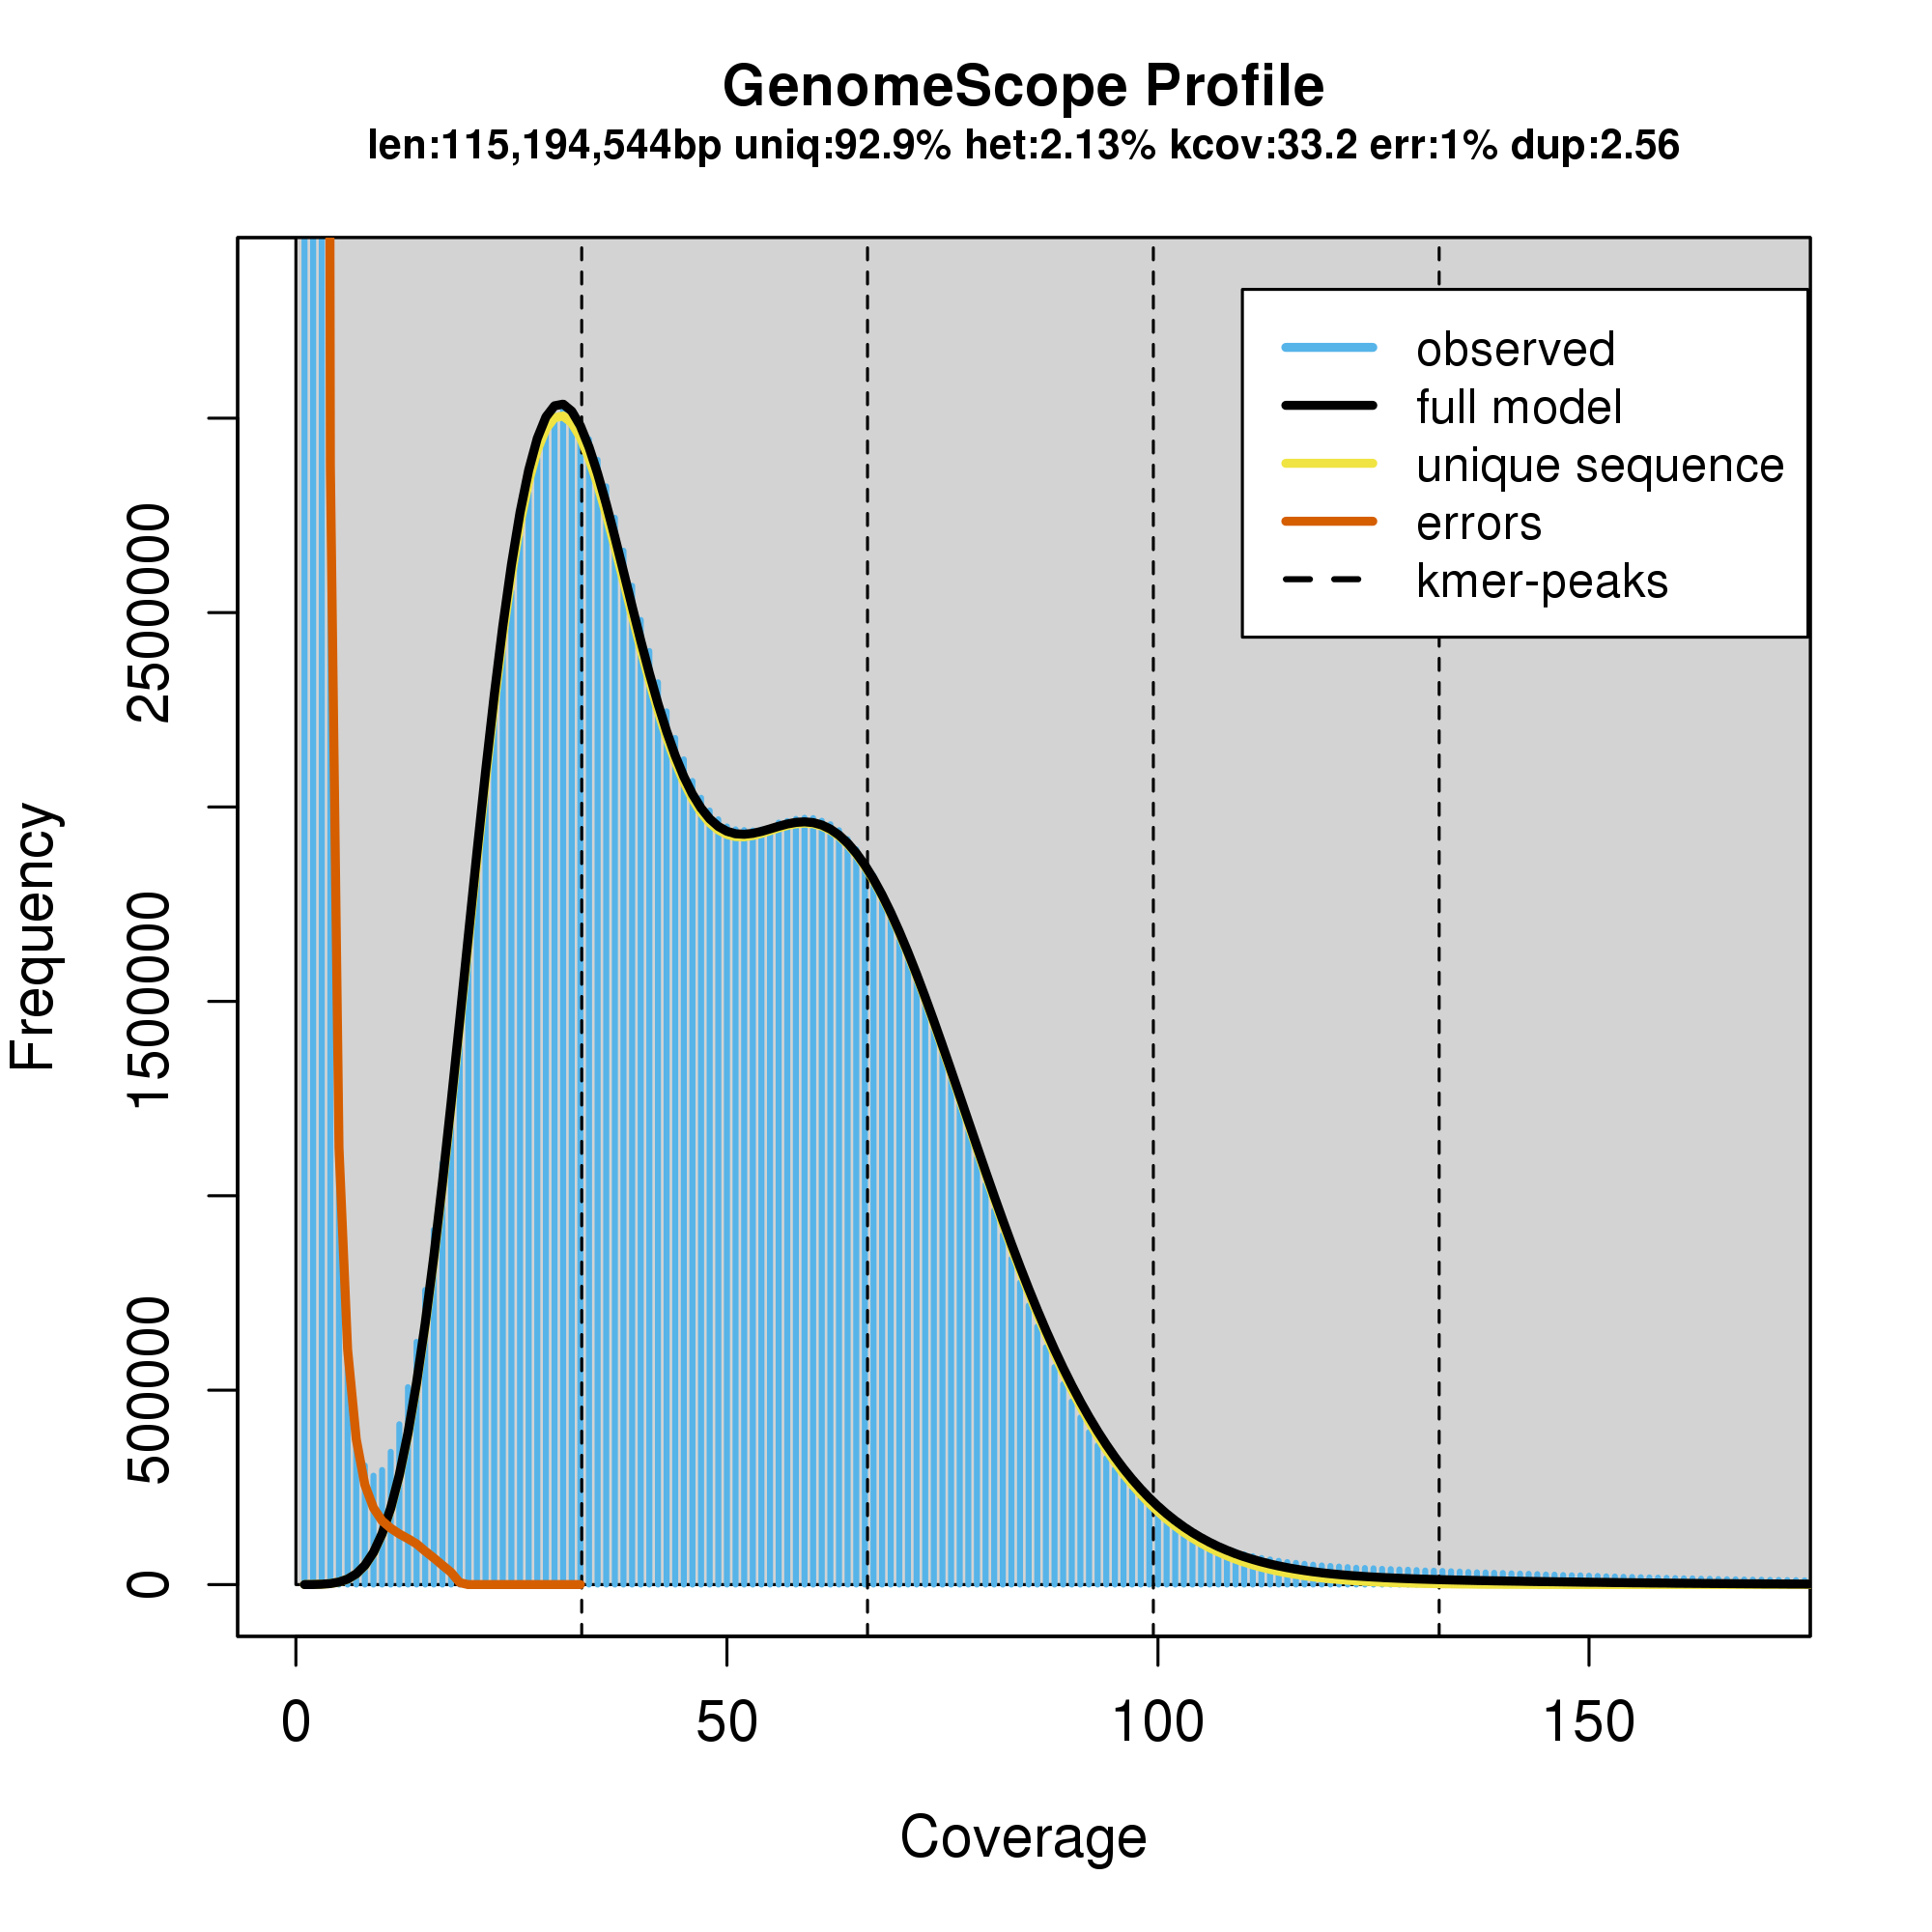 GenomeScope Profile
len:115,194,544bp uniq:92.9% het:2.13% kcov:33.2 err:1% dup:2.56
observed
full model
unique sequence
errors
kmer-peaks
Frequency
2500000
1500000
500000
0
0 50 100 150
Coverage